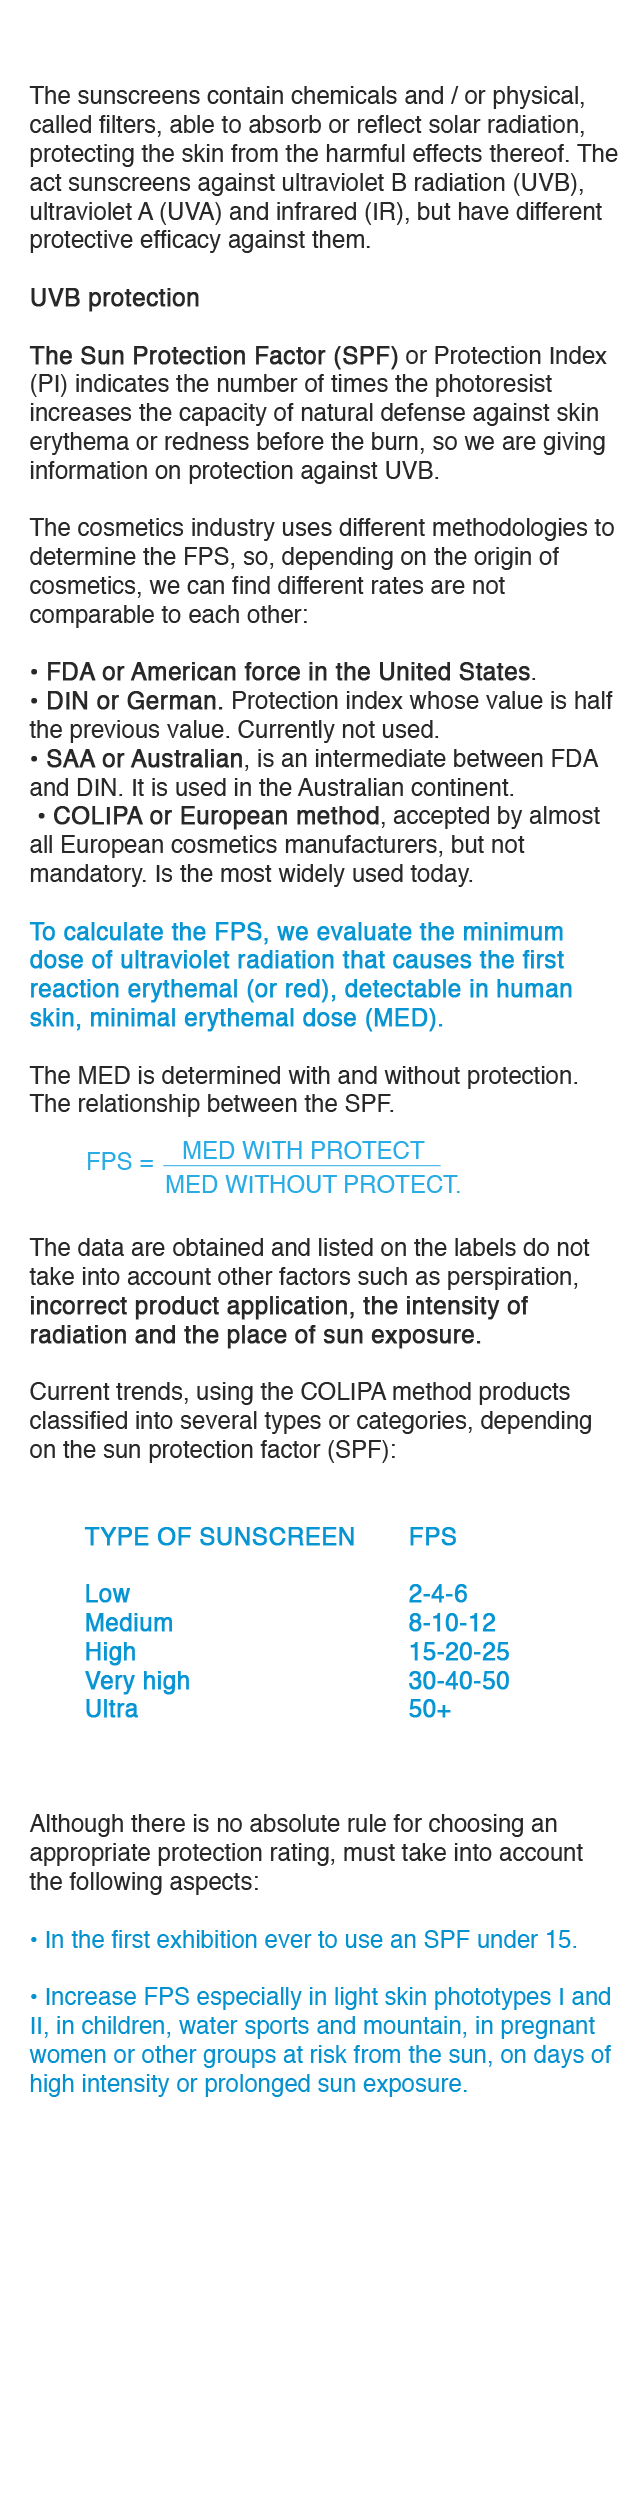 The sunscreens contain chemicals and / or physical,
called filters, able to absorb or reflect solar radiation,
protecting the skin from the harmful effects thereof. The
act sunscreens against ultraviolet B radiation (UVB),
ultraviolet A (UVA) and infrared (IR), but have different
protective efficacy against them.
UVB protection
The Sun Protection Factor (SPF) or Protection Index
(PI) indicates the number of times the photoresist
increases the capacity of natural defense against skin
erythema or redness before the burn, so we are giving
information on protection against UVB.
The cosmetics industry uses different methodologies to
determine the FPS, so, depending on the origin of
cosmetics, we can find different rates are not
comparable to each other:
• FDA or American force in the United States.
• DIN or German. Protection index whose value is half
the previous value. Currently not used.
• SAA or Australian, is an intermediate between FDA
and DIN. It is used in the Australian continent.
• COLIPA or European method, accepted by almost
all European cosmetics manufacturers, but not
mandatory. Is the most widely used today.
To calculate the FPS, we evaluate the minimum
dose of ultraviolet radiation that causes the first
reaction erythemal (or red), detectable in human
skin, minimal erythemal dose (MED).
The MED is determined with and without protection.
The relationship between the SPF.
FPS = MED WITH PROTECT
MED WITHOUT PROTECT.
The data are obtained and listed on the labels do not
take into account other factors such as perspiration,
incorrect product application, the intensity of
radiation and the place of sun exposure.
Current trends, using the COLIPA method products
classified into several types or categories, depending
on the sun protection factor (SPF):
TYPE OF SUNSCREEN FPS
Low 2-4-6
Medium 8-10-12
High 15-20-25
Very high 30-40-50
Ultra 50+
Although there is no absolute rule for choosing an
appropriate protection rating, must take into account
the following aspects:
• In the first exhibition ever to use an SPF under 15.
• Increase FPS especially in light skin phototypes I and
II, in children, water sports and mountain, in pregnant
women or other groups at risk from the sun, on days of
high intensity or prolonged sun exposure.